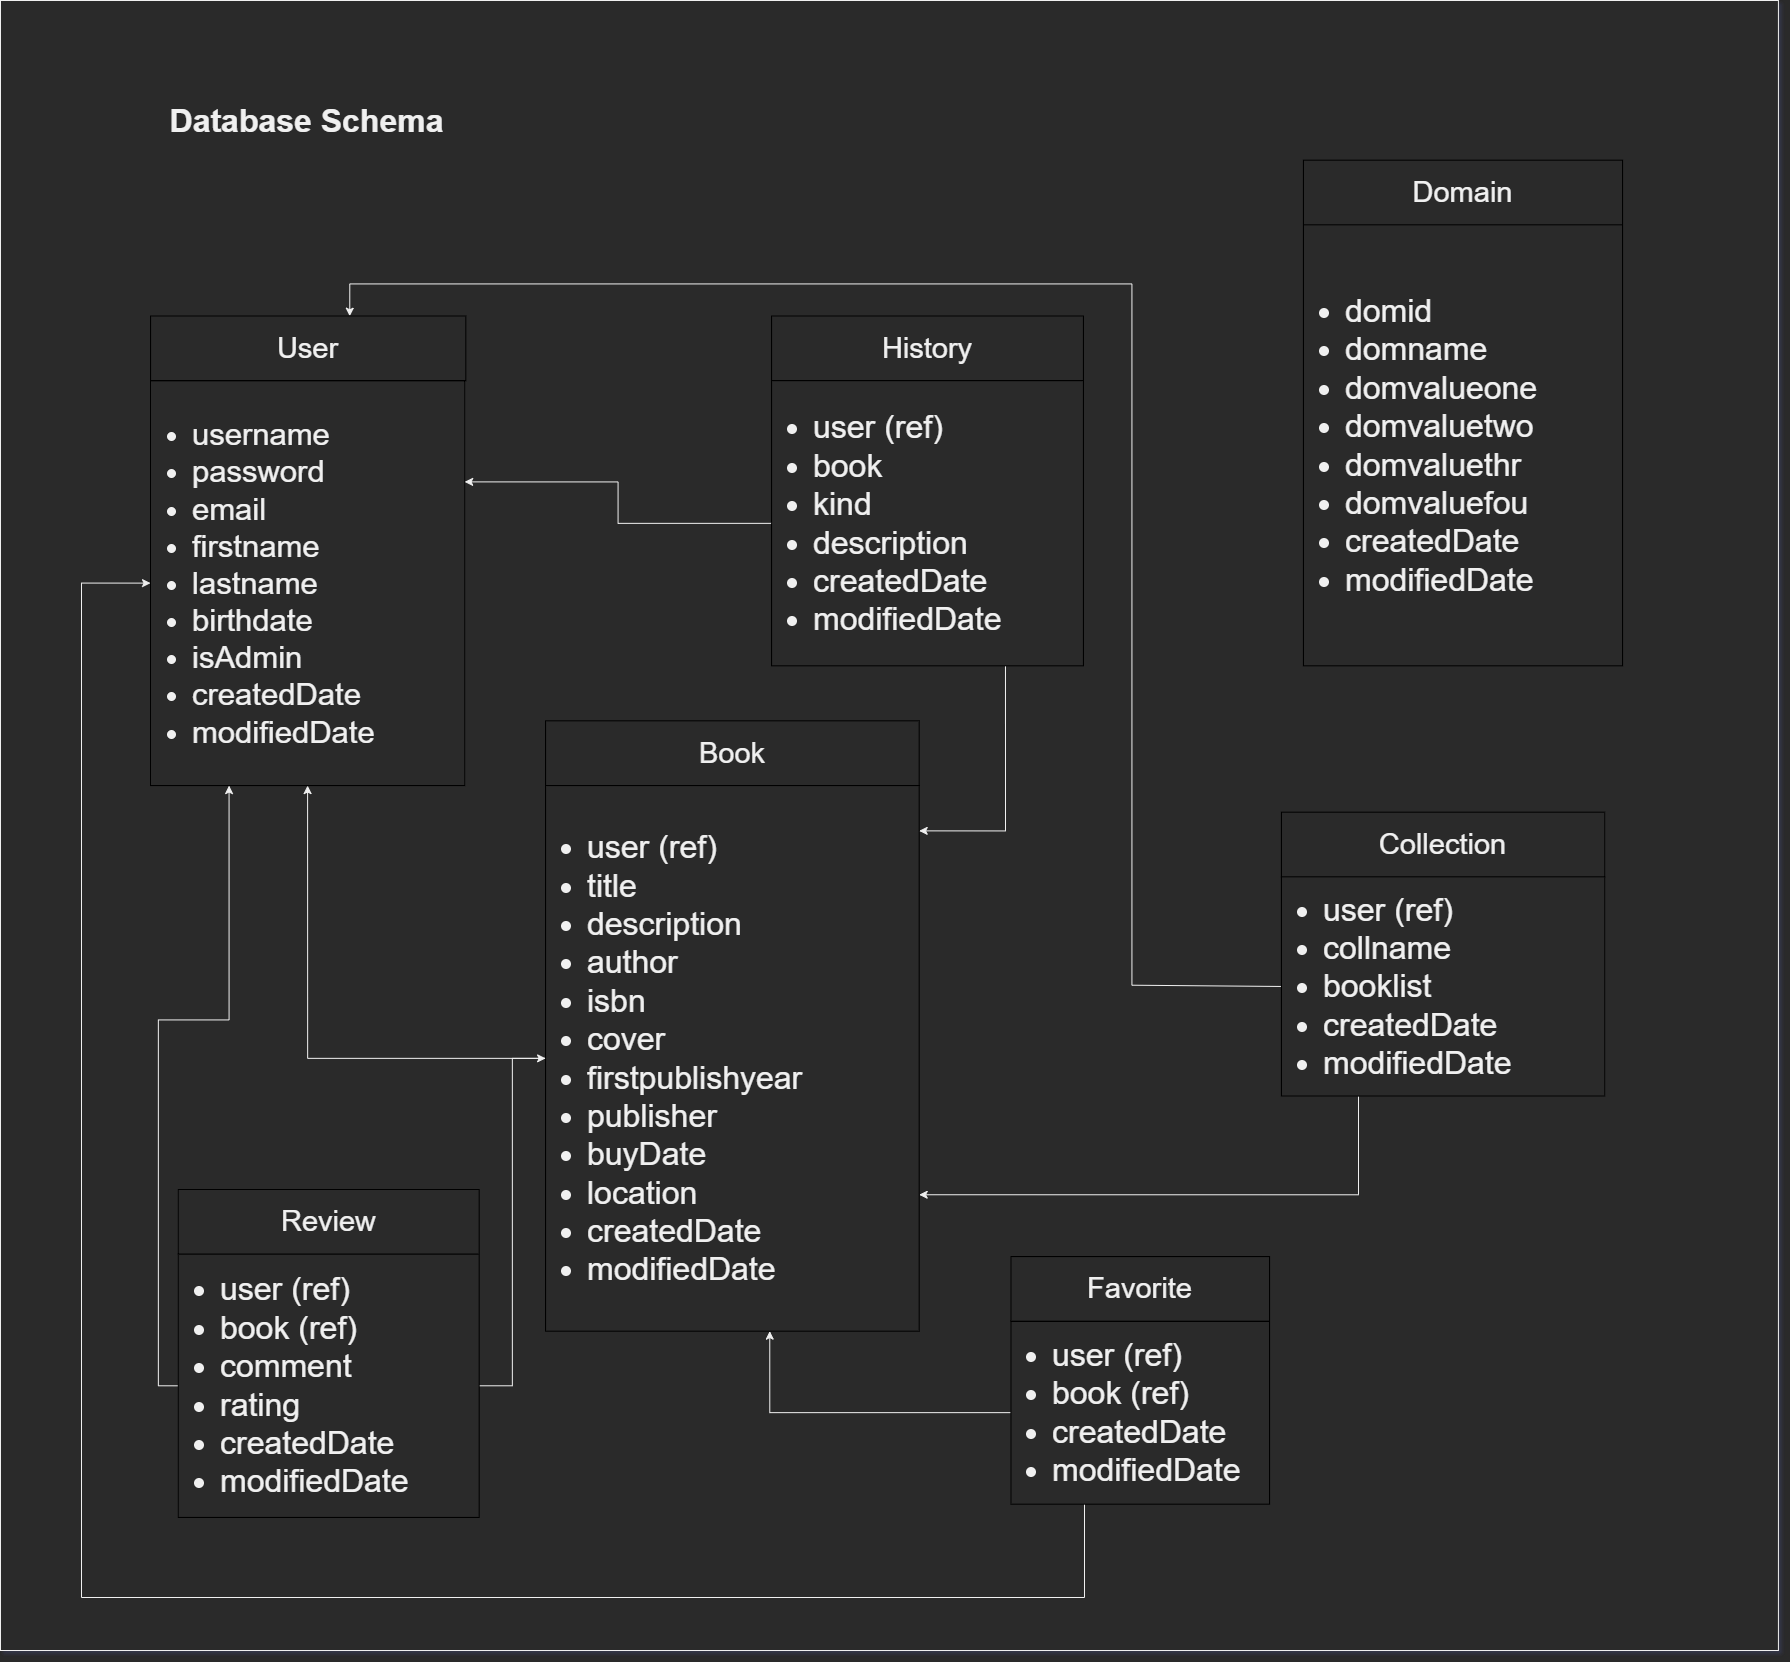 Database Schema
Domain
domid
domname
domvalueone
domvaluetwo
domvaluethr
domvaluefou
createdDate
modifiedDate
User
username
password
email
firstname
lastname
birthdate
isAdmin
createdDate
modifiedDate
History
user (ref)
book
kind
description
createdDate
modifiedDate
Book
user (ref)
title
description
author
isbn
cover
firstpublishyear
publisher
buyDate
location
createdDate
modifiedDate
Collection
user (ref)
collname
booklist
createdDate
modifiedDate
Review
user (ref)
book (ref)
comment
rating
createdDate
modifiedDate
Favorite
user (ref)
book (ref)
createdDate
modifiedDate